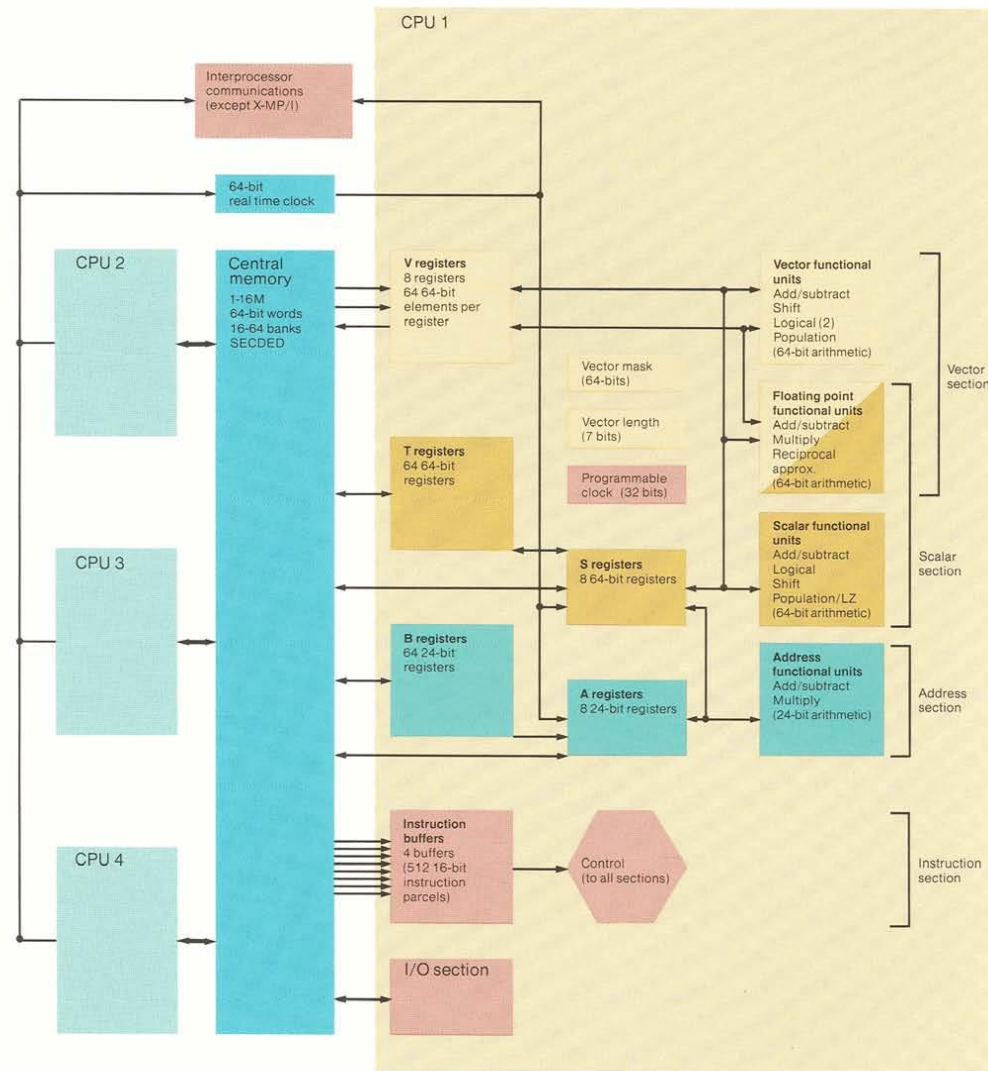 CPU 1
Interprocessor
communications
(except X-MP/I)
64-bit
real time clock
CPU 2
Central
memory
1-16M
64-bit words
16-64 banks
SECDED
V registers
8 registers
64 64-bit
elements per
register
Vector functional
units
Add/subtract
Shift
Logical (2)
Population
(64-bit arithmetic)
Vector
section
Vector mask
(64-bits)
Floating point
functional units
Add/subtract
Multiply
Reciprocal
approx.
(64-bit arithmetic)
Vector length
(7 bits)
T registers
64 64-bit
registers
Programmable
clock (32 bits)
CPU 3
S registers
8 64-bit registers
Scalar functional
units
Add/subtract
Logical
Shift
Population/LZ
(64-bit arithmetic)
Scalar
section
B registers
64 24-bit
registers
A registers
8 24-bit registers
Address
functional units
Add/subtract
Multiply
(24-bit arithmetic)
Address
section
CPU 4
Instruction
buffers
4 buffers
(512 16-bit
instruction
parcels)
Control
(to all sections)
Instruction
section
I/O section